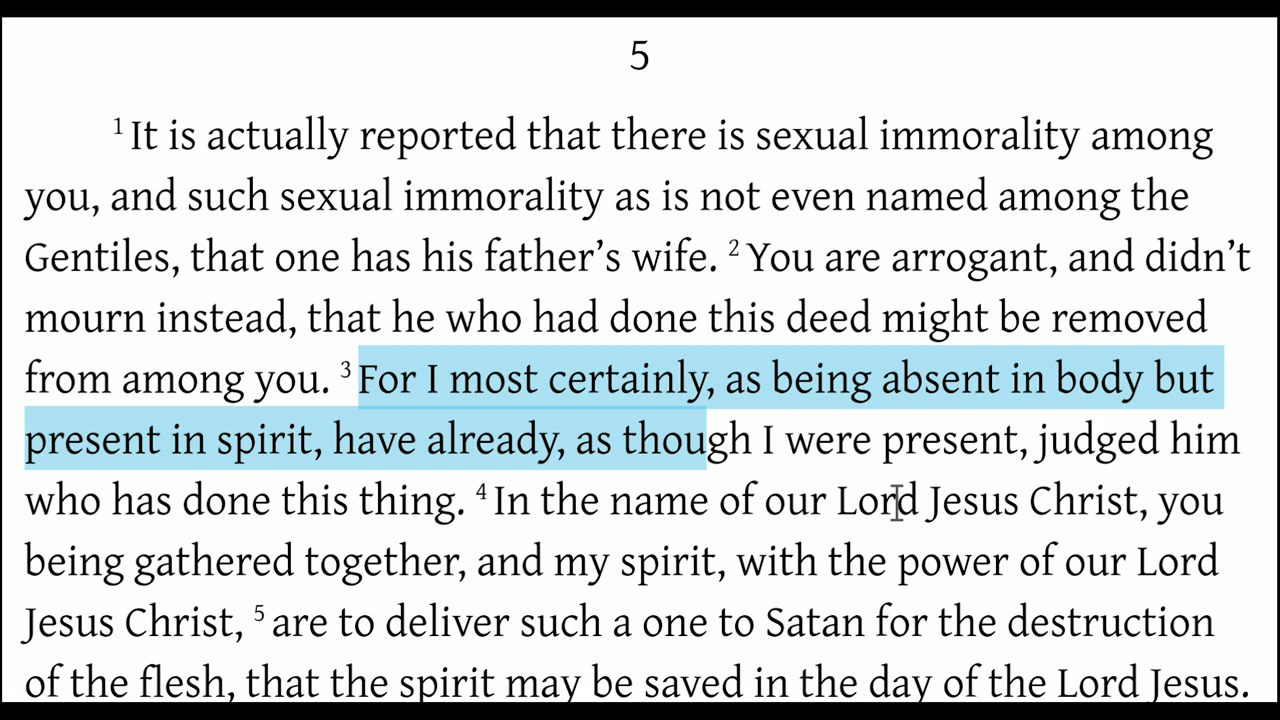 5
1 It is actually reported that there is sexual immorality among
you, and such sexual immorality as is not even named among the
Gentiles, that one has his father’s wife. 2 You are arrogant, and didn’t
mourn instead, that he who had done this deed might be removed
from among you. 3 For I most certainly, as being absent in body but
present in spirit, have already, as though I were present, judged him
who has done this thing. 4 In the name of our Lord Jesus Christ, you
being gathered together, and my spirit, with the power of our Lord
Jesus Christ, 5 are to deliver such a one to Satan for the destruction
of the flesh, that the spirit may be saved in the day of the Lord Jesus.